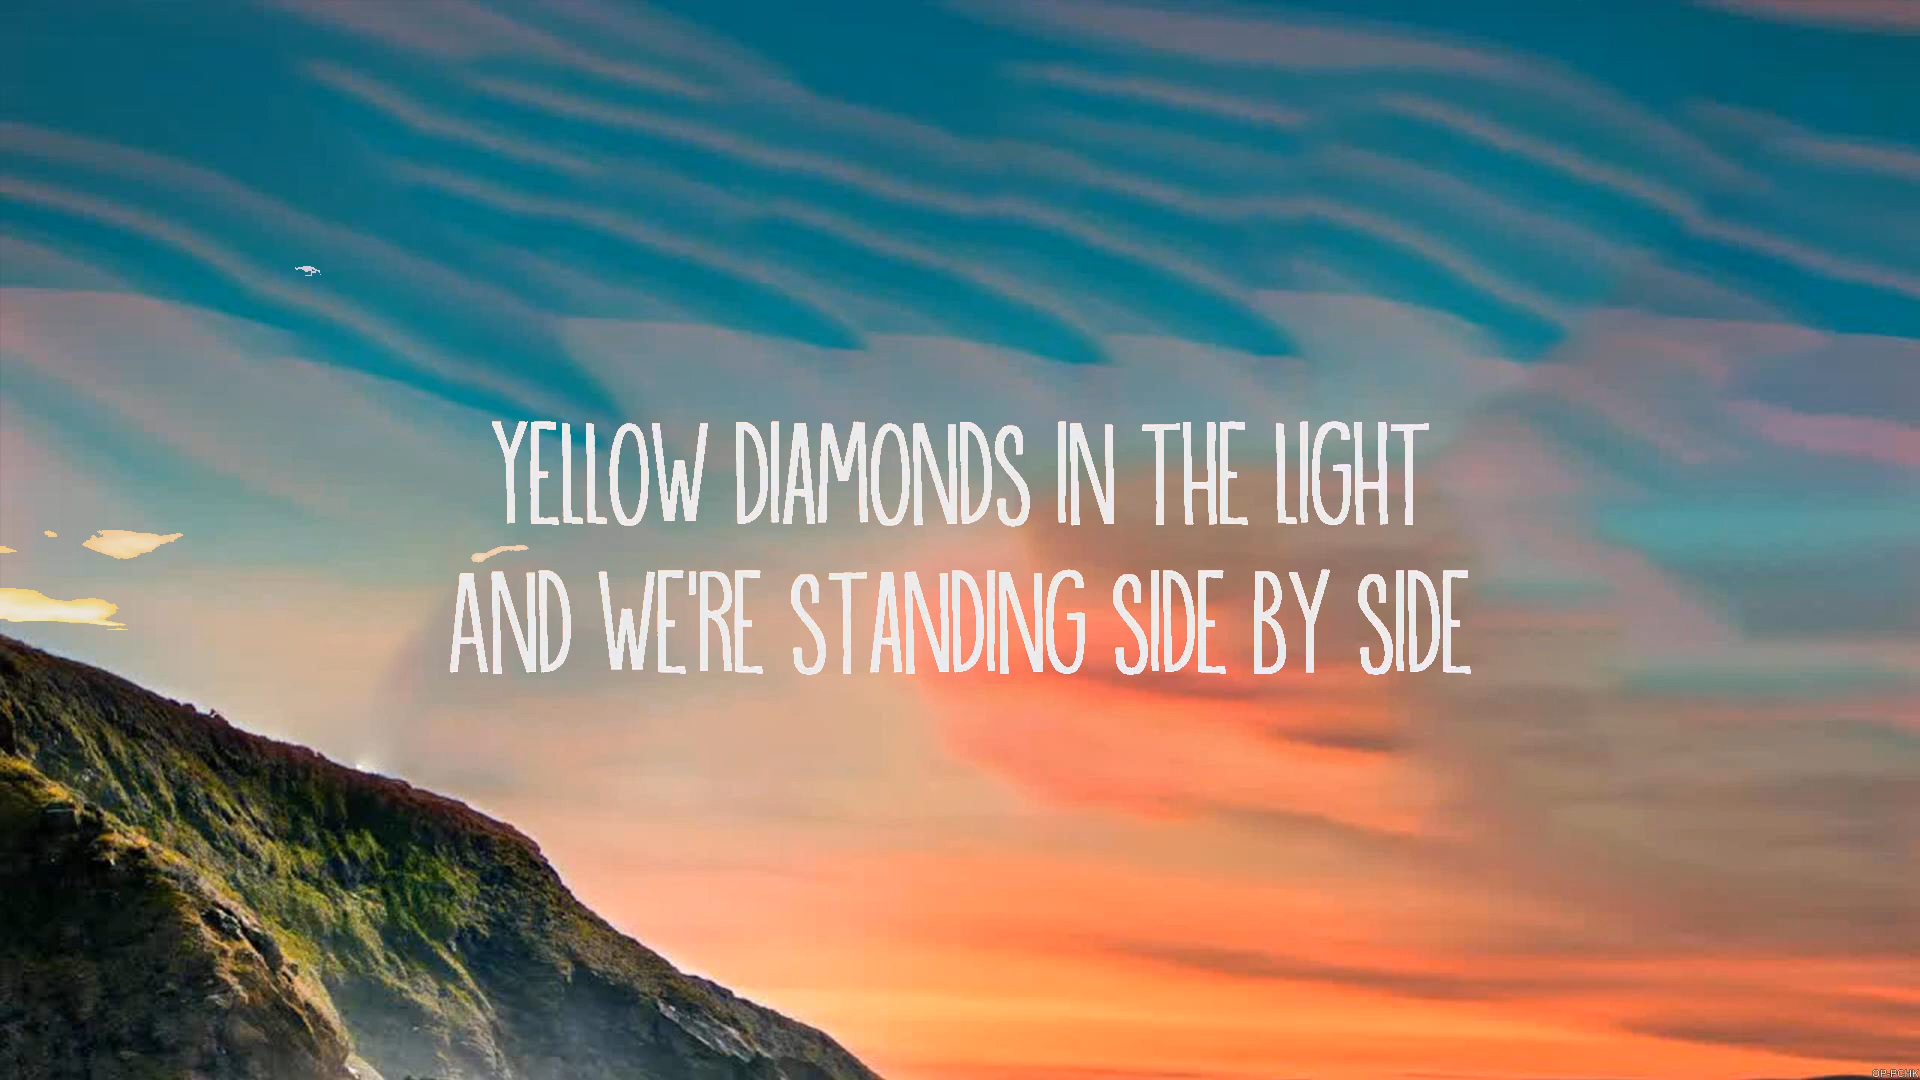 YELLOW DIAMONDS IN THE LIGHT
AND WE'RE STANDING SIDE BY SIDE